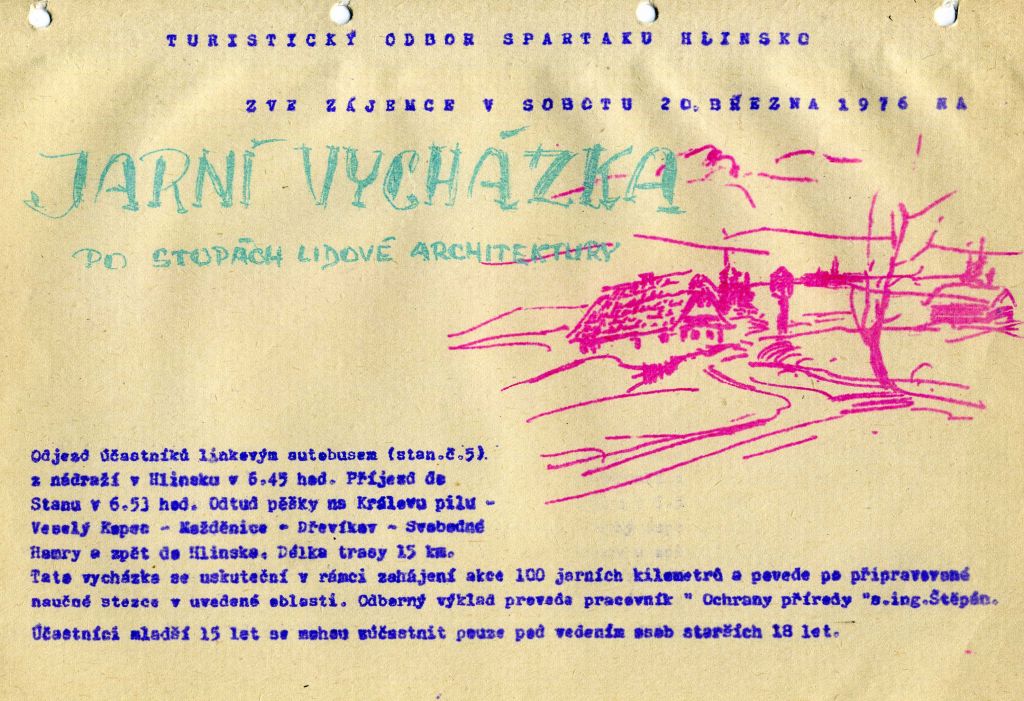 TURISTICKÝ ODBOR SPARTAKU HLINSKO
ZVE ZÁJEMCE V SOBOTU 20.BŘEZNA 1976 NA
JARNÍ VYCHÁZKA
PO STOPÁCH LIDOVÉ ARCHITEKTURY
Odjezd účastníků linkovým autobusem (stan.č.5)
z nádraží v Hlinsku v 6.45 hod. Příjezd do
Stanu v 6.53 hod. Odtud pěšky na Královu pilu -
Veselý Kopec - Mežděnice - Dřevíkov - Svobodné
Hamry a zpět do Hlinska. Délka trasy 15 km.
Tato vycházka se uskuteční v rámci zahájení akce 100 jarních kilometrů a povede po připravované
naučné stezce v uvedené oblasti. Odborný výklad provede pracovník " Ochrany přírody "s.ing.Štěpán.
Účastníci mladší 15 let se mohou zúčastnit pouze pod vedením osob starších 18 let.